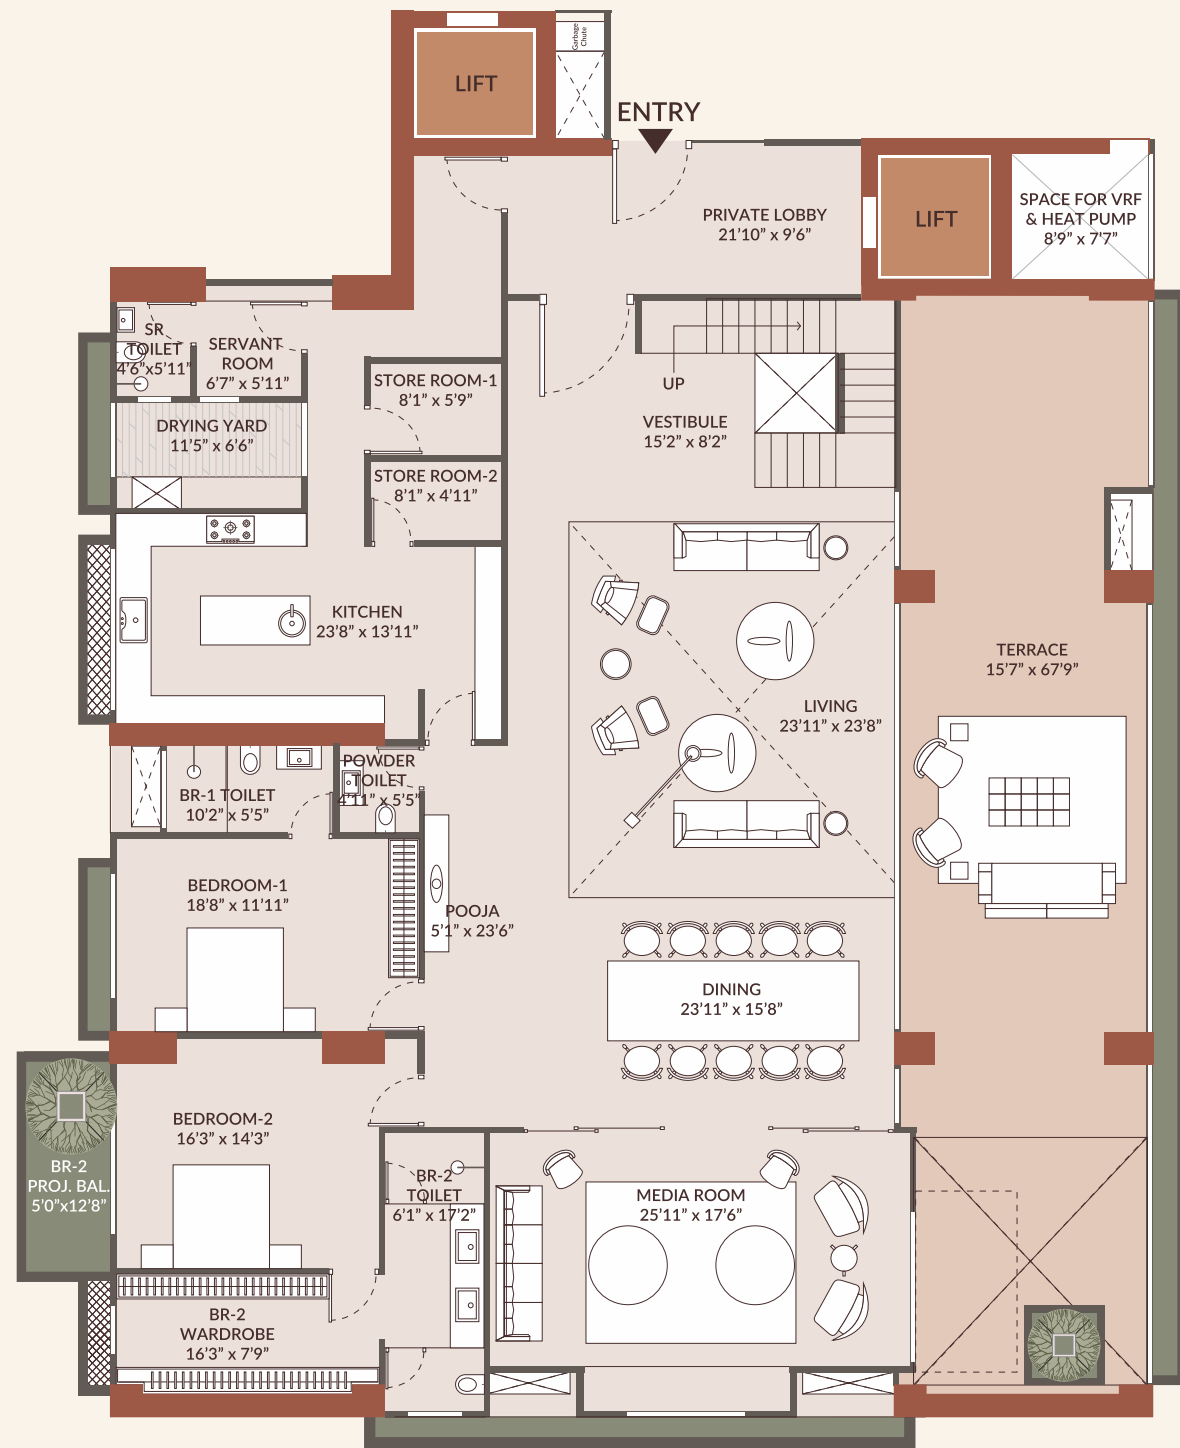 Garbage
Chute
LIFT
ENTRY
PRIVATE LOBBY
21’10” x 9’6”
LIFT
SPACE FOR VRF
& HEAT PUMP
8’9” x 7’7”
SR
TOILET
4’6”x5’11”
SERVANT
ROOM
6’7” x 5’11”
STORE ROOM-1
8’1” x 5’9”
UP
VESTIBULE
15’2” x 8’2”
DRYING YARD
11’5” x 6’6”
STORE ROOM-2
8’1” x 4’11”
KITCHEN
23’8” x 13’11”
TERRACE
15’7” x 67’9”
LIVING
23’11” x 23’8”
POWDER
TOILET
4’11” x 5’5”
BR-1 TOILET
10’2” x 5’5”
BEDROOM-1
18’8” x 11’11”
POOJA
5’1” x 23’6”
DINING
23’11” x 15’8”
BEDROOM-2
16’3” x 14’3”
BR-2
PROJ. BAL.
5’0”x12’8”
BR-2
TOILET
6’1” x 17’2”
MEDIA ROOM
25’11” x 17’6”
BR-2
WARDROBE
16’3” x 7’9”